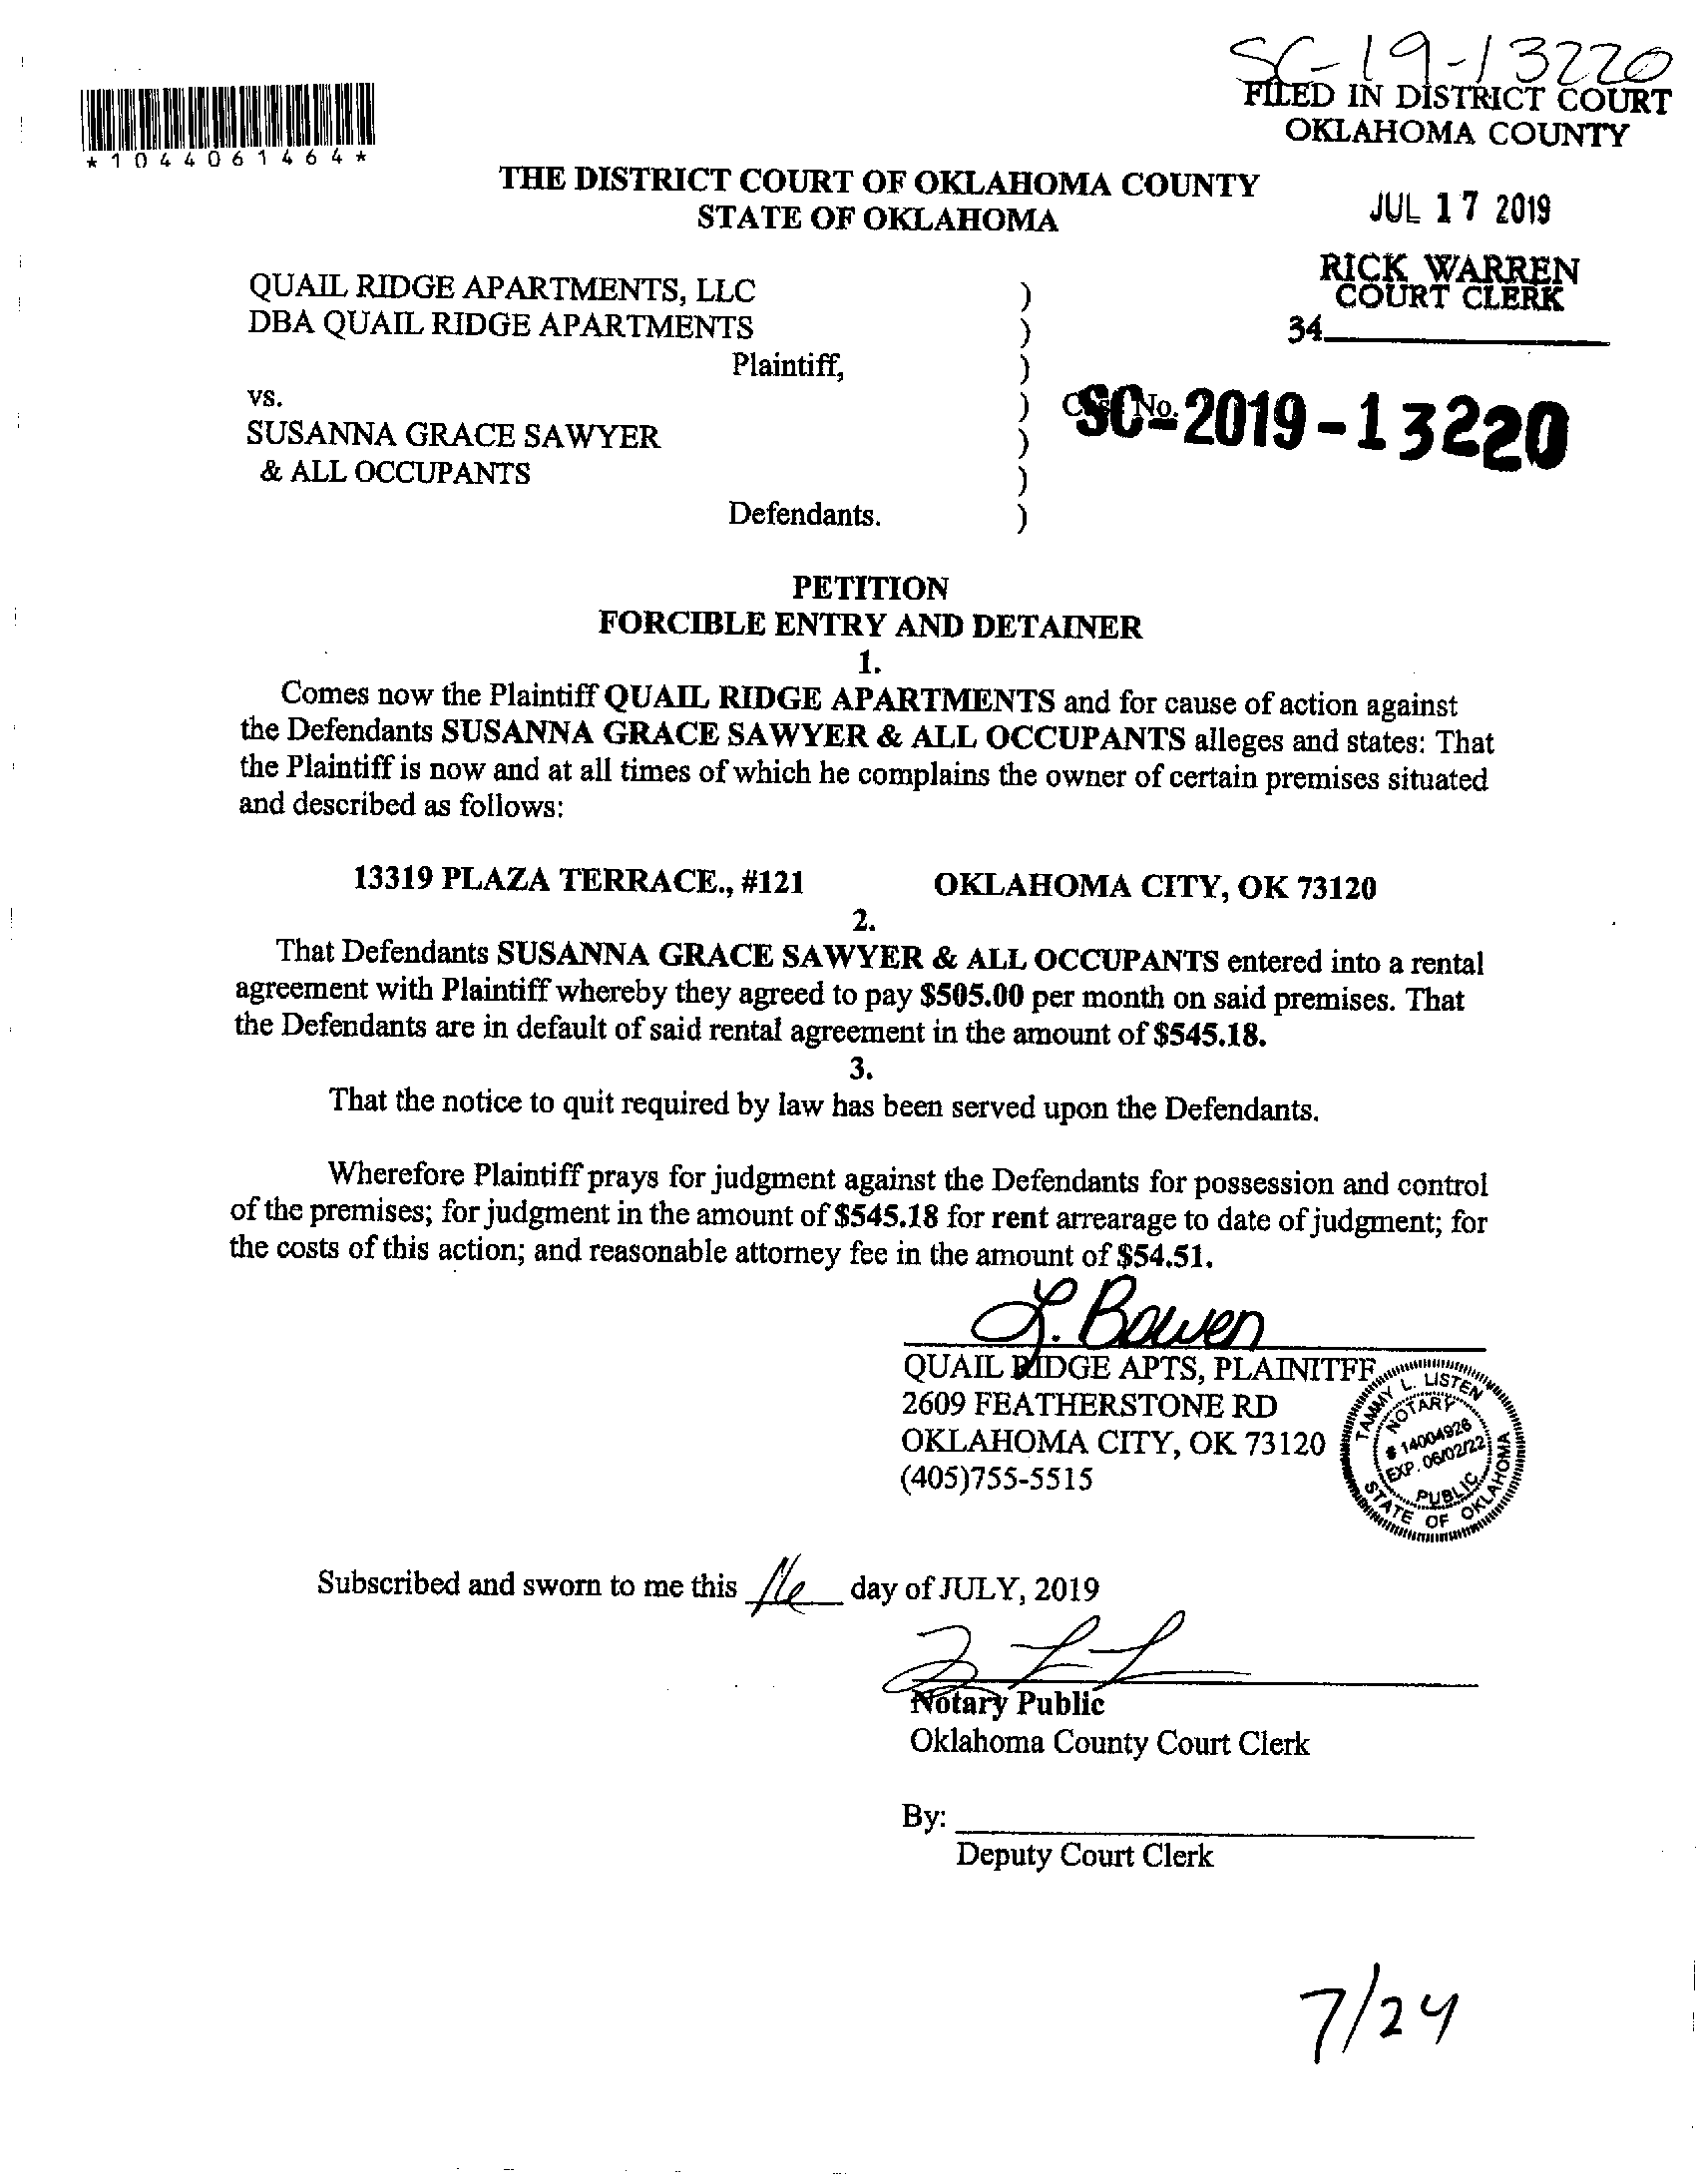 SC-19-13220
FILED IN DISTRICT COURT
OKLAHOMA COUNTY
*1044061464*
THE DISTRICT COURT OF OKLAHOMA COUNTY
STATE OF OKLAHOMA
JUL 17 2019
RICK WARREN
COURT CLERK
34
QUAIL RIDGE APARTMENTS, LLC )
DBA QUAIL RIDGE APARTMENTS )
Plaintiff, )
vs. ) Case No. SC-2019-13220
SUSANNA GRACE SAWYER )
& ALL OCCUPANTS )
Defendants. )
PETITION
FORCIBLE ENTRY AND DETAINER
1.
Comes now the Plaintiff QUAIL RIDGE APARTMENTS and for cause of action against
the Defendants SUSANNA GRACE SAWYER & ALL OCCUPANTS alleges and states: That
the Plaintiff is now and at all times of which he complains the owner of certain premises situated
and described as follows:
13319 PLAZA TERRACE., #121 OKLAHOMA CITY, OK 73120
2.
That Defendants SUSANNA GRACE SAWYER & ALL OCCUPANTS entered into a rental
agreement with Plaintiff whereby they agreed to pay $505.00 per month on said premises. That
the Defendants are in default of said rental agreement in the amount of $545.18.
3.
That the notice to quit required by law has been served upon the Defendants.
Wherefore Plaintiff prays for judgment against the Defendants for possession and control
of the premises; for judgment in the amount of $545.18 for rent arrearage to date of judgment; for
the costs of this action; and reasonable attorney fee in the amount of $54.51.
L. Bowen
QUAIL RIDGE APTS, PLAINITFF
2609 FEATHERSTONE RD
OKLAHOMA CITY, OK 73120
(405)755-5515
TAMMY L. LISTEN
NOTARY
# 14004926
EXP. 06/02/22
PUBLIC
STATE OF OKLAHOMA
Subscribed and sworn to me this 16 day of JULY, 2019
Notary Public
Oklahoma County Court Clerk
By:
Deputy Court Clerk
7/24